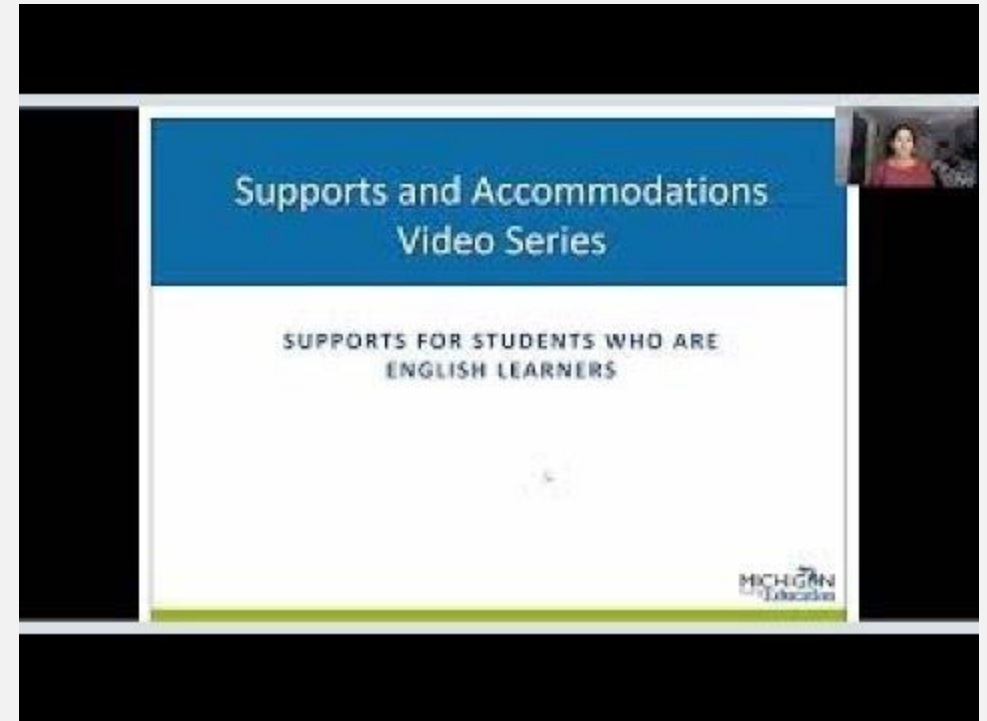 Supports and Accommodations
Video Series
SUPPORTS FOR STUDENTS WHO ARE
ENGLISH LEARNERS
MICHIGAN
Education